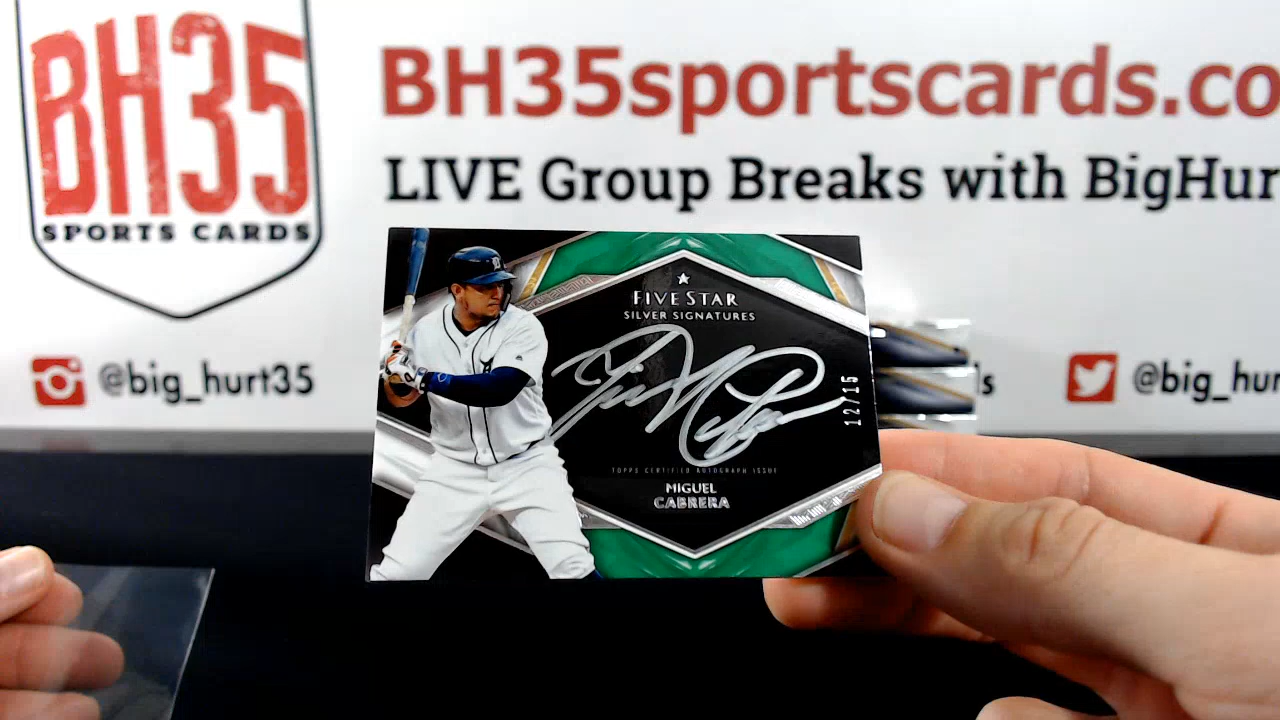 BH35
SPORTS CARDS
BH35sportscards.co
LIVE Group Breaks with BigHur
@big_hurt35
@big_hur
FIVE STAR
SILVER SIGNATURES
12/15
TOPPS CERTIFIED AUTOGRAPH ISSUE
MIGUEL
CABRERA